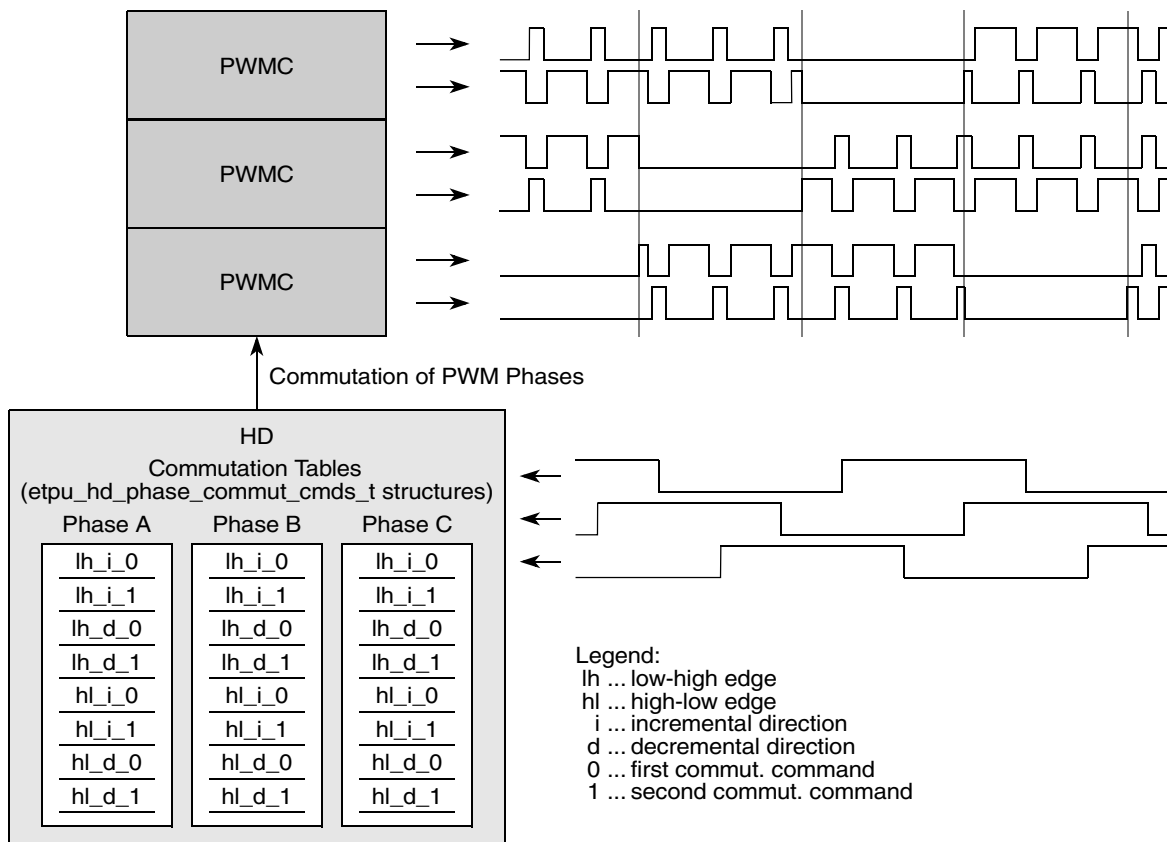 PWMC
PWMC
PWMC
Commutation of PWM Phases
HD
Commutation Tables
(etpu_hd_phase_commut_cmds_t structures)
Phase A
Phase B
Phase C
lh_i_0
lh_i_1
lh_d_0
lh_d_1
hl_i_0
hl_i_1
hl_d_0
hl_d_1
lh_i_0
lh_i_1
lh_d_0
lh_d_1
hl_i_0
hl_i_1
hl_d_0
hl_d_1
lh_i_0
lh_i_1
lh_d_0
lh_d_1
hl_i_0
hl_i_1
hl_d_0
hl_d_1
Legend:
lh ... low-high edge
hl ... high-low edge
i ... incremental direction
d ... decremental direction
0 ... first commut. command
1 ... second commut. command